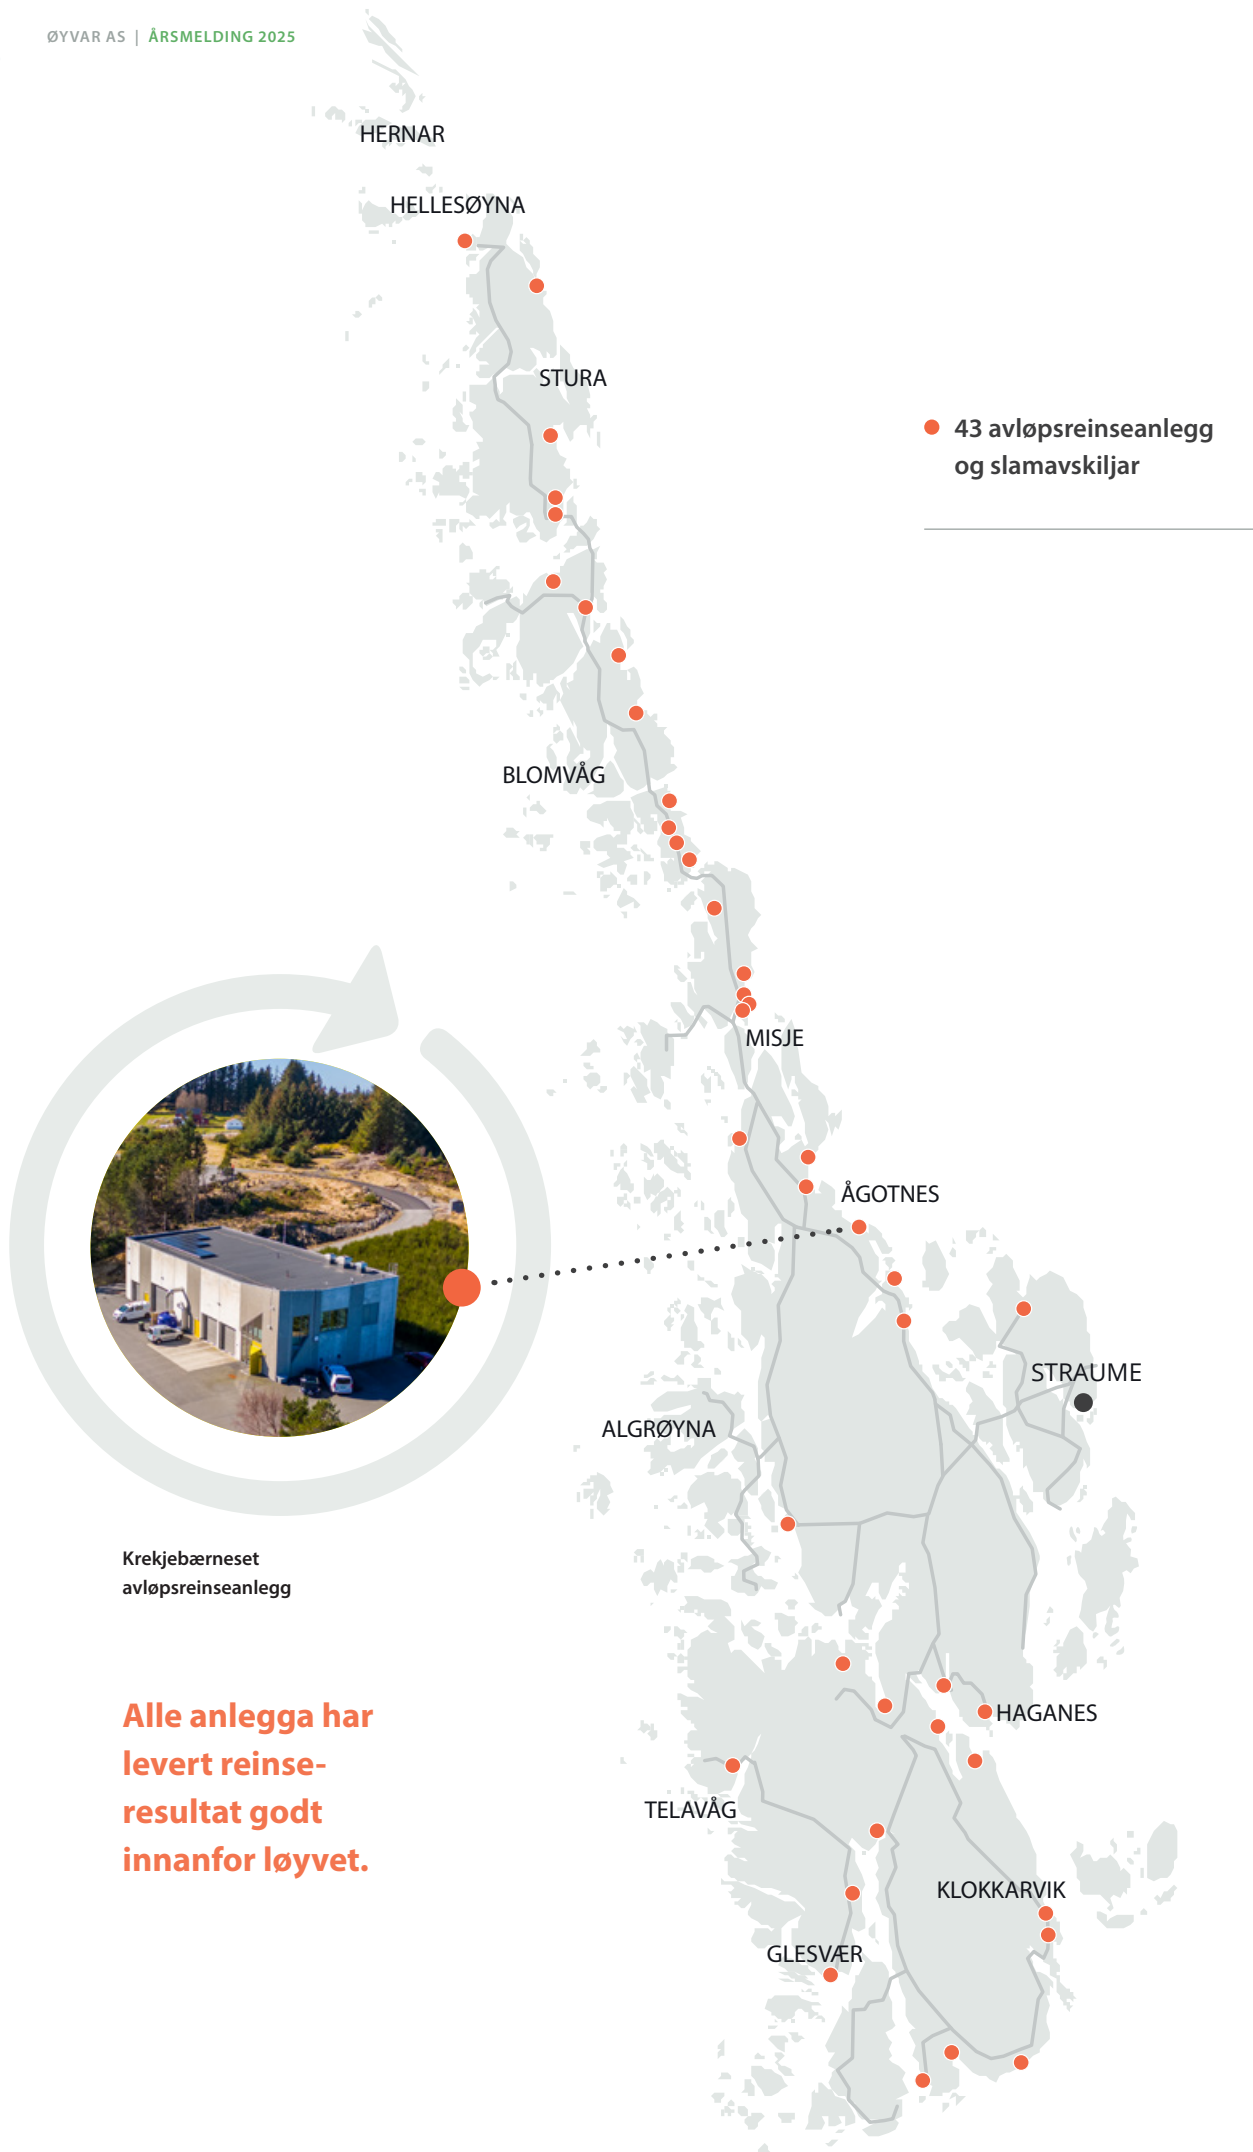 ØYVAR AS | ÅRSMELDING 2025
HERNAR
HELLESØYNA
STURA
43 avløpsreinseanlegg
og slamavskiljar
BLOMVÅG
MISJE
ÅGOTNES
STRAUME
ALGRØYNA
Krekjebærneset
avløpsreinseanlegg
Alle anlegga har
levert reinse-
resultat godt
innanfor løyvet.
HAGANES
TELAVÅG
KLOKKARVIK
GLESVÆR